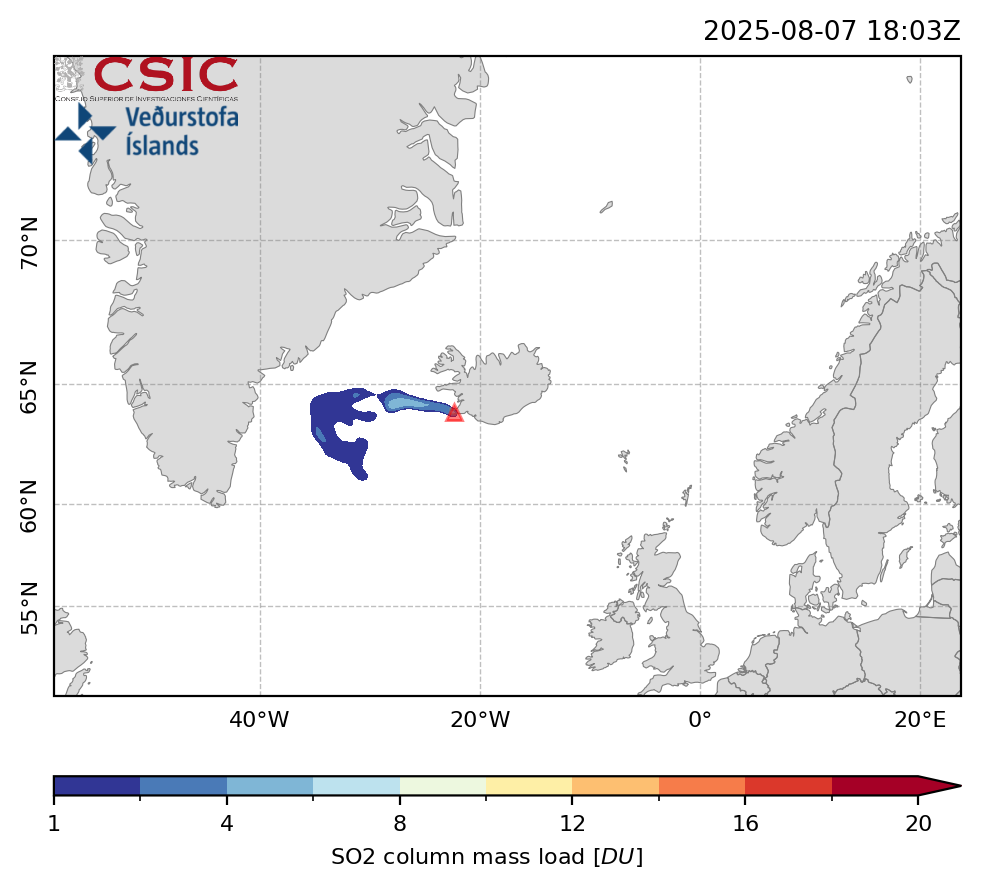 2025-08-07 18:03Z
CSIC
CONSEJO SUPERIOR DE INVESTIGACIONES CIENTÍFICAS
Veðurstofa
Íslands
70°N
65°N
60°N
55°N
40°W
20°W
0°
20°E
1
4
8
12
16
20
SO2 column mass load [DU]